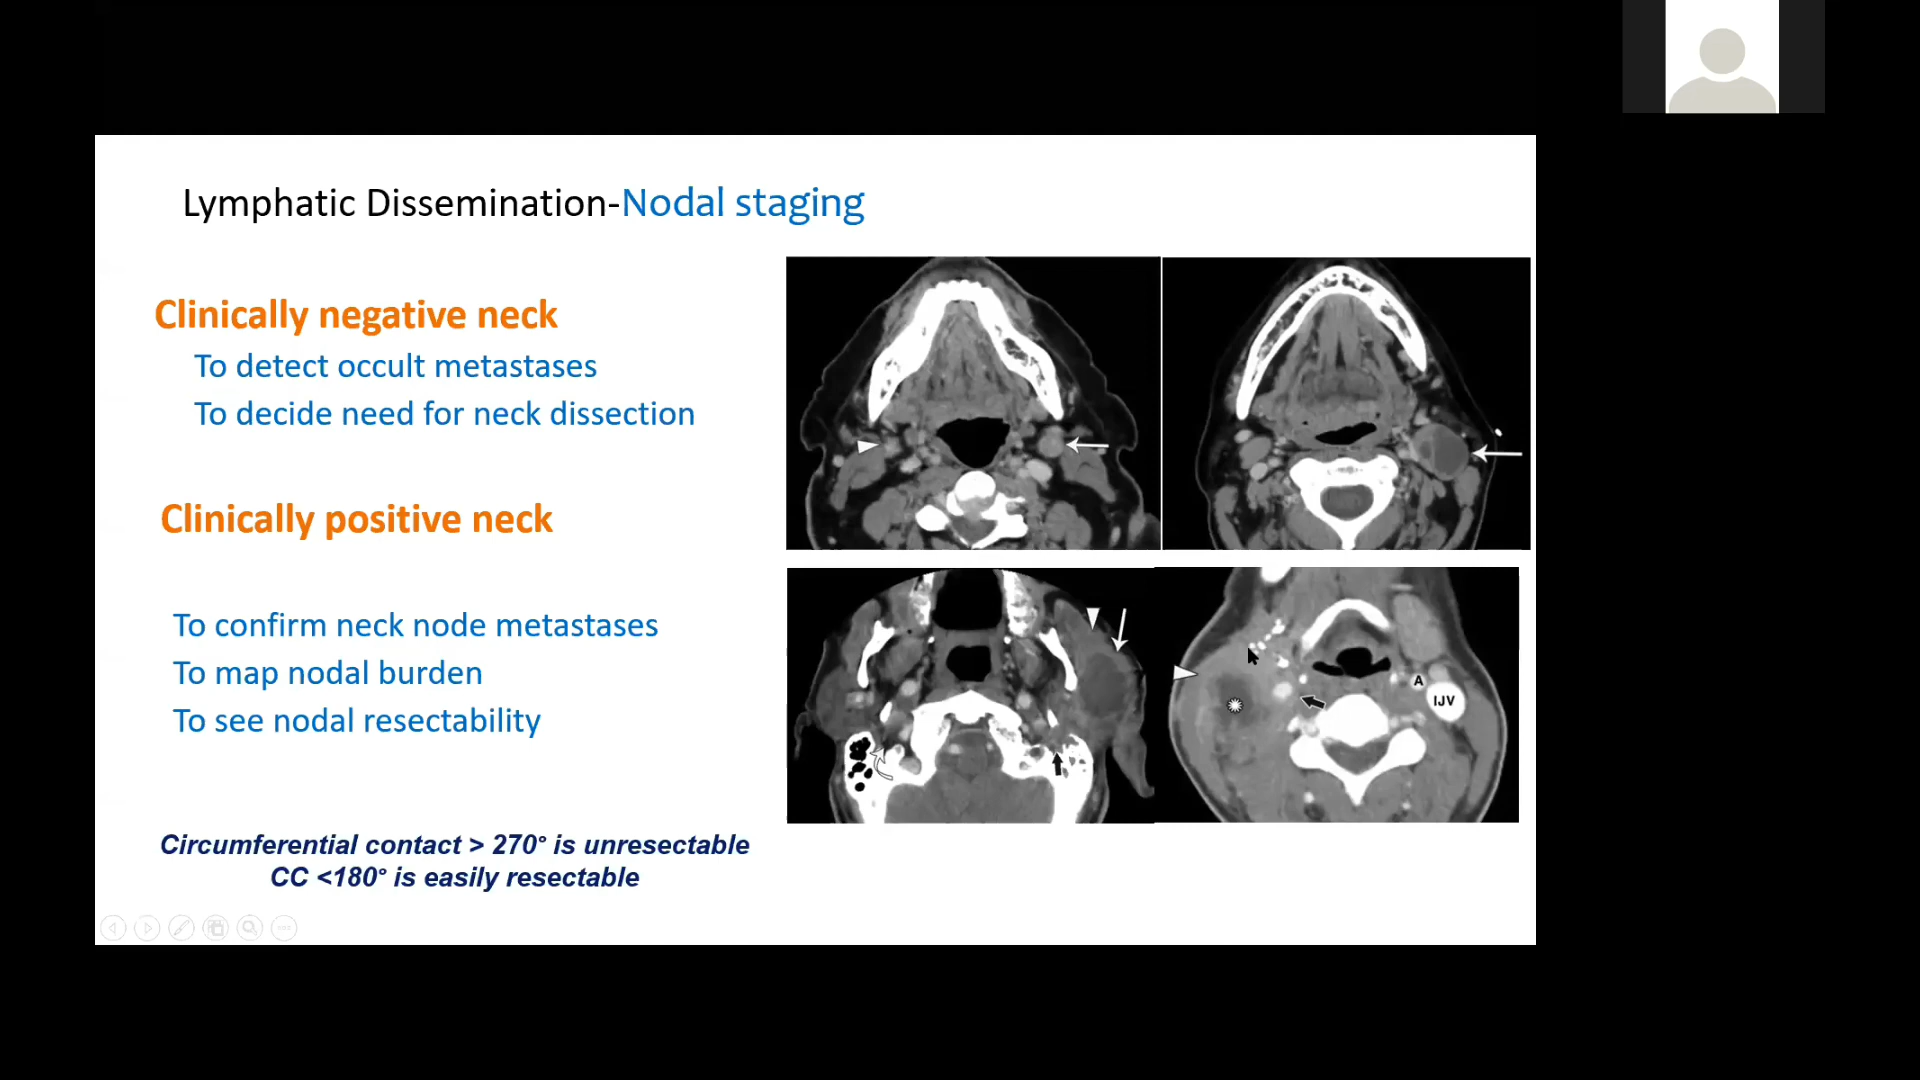 Lymphatic Dissemination-Nodal staging
Clinically negative neck
To detect occult metastases
To decide need for neck dissection
Clinically positive neck
To confirm neck node metastases
To map nodal burden
To see nodal resectability
Circumferential contact > 270° is unresectable
CC <180° is easily resectable
A
IJV